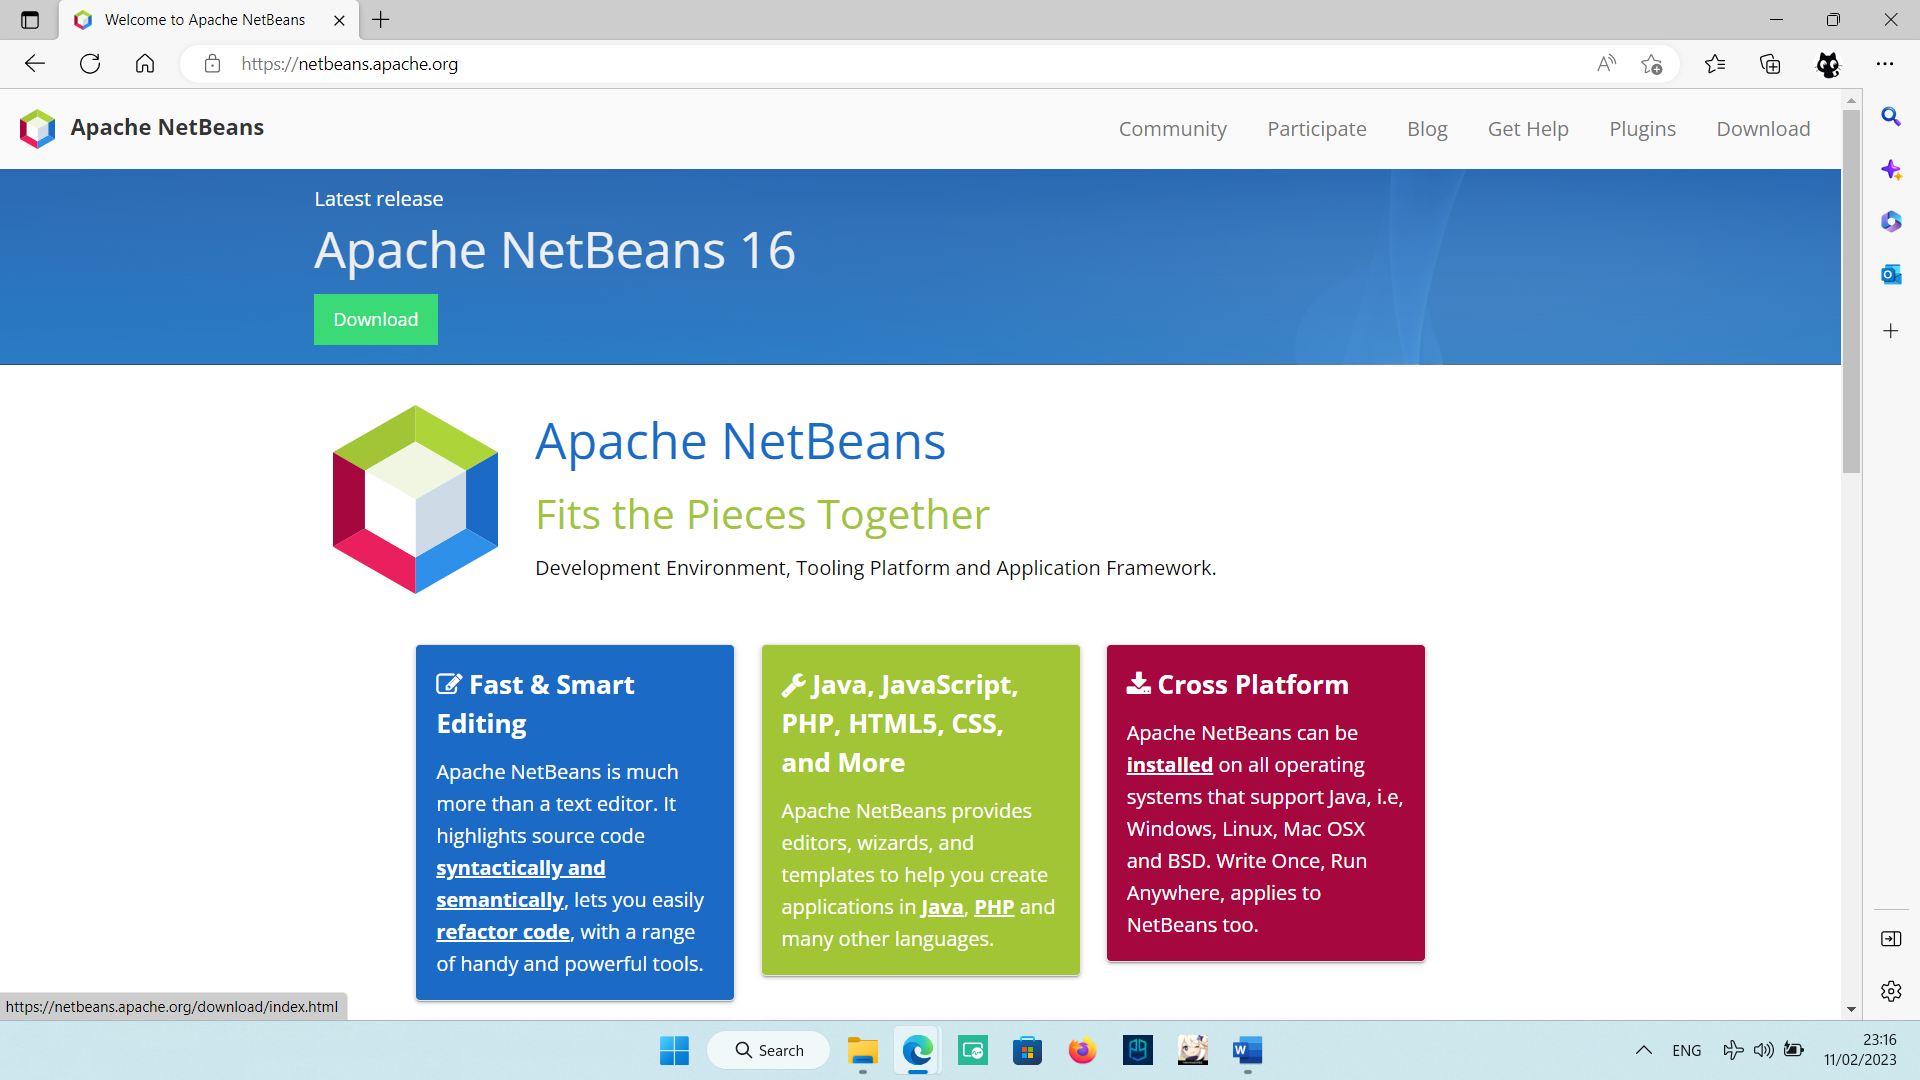 Welcome to Apache NetBeans
https://netbeans.apache.org
Apache NetBeans
Community
Participate
Blog
Get Help
Plugins
Download
Latest release
Apache NetBeans 16
Download
Apache NetBeans
Fits the Pieces Together
Development Environment, Tooling Platform and Application Framework.
Fast & Smart
Editing
Apache NetBeans is much
more than a text editor. It
highlights source code
syntactically and
semantically, lets you easily
refactor code, with a range
of handy and powerful tools.
Java, JavaScript,
PHP, HTML5, CSS,
and More
Apache NetBeans provides
editors, wizards, and
templates to help you create
applications in Java, PHP and
many other languages.
Cross Platform
Apache NetBeans can be
installed on all operating
systems that support Java, i.e,
Windows, Linux, Mac OSX
and BSD. Write Once, Run
Anywhere, applies to
NetBeans too.
https://netbeans.apache.org/download/index.html
Search
ENG
23:16
11/02/2023